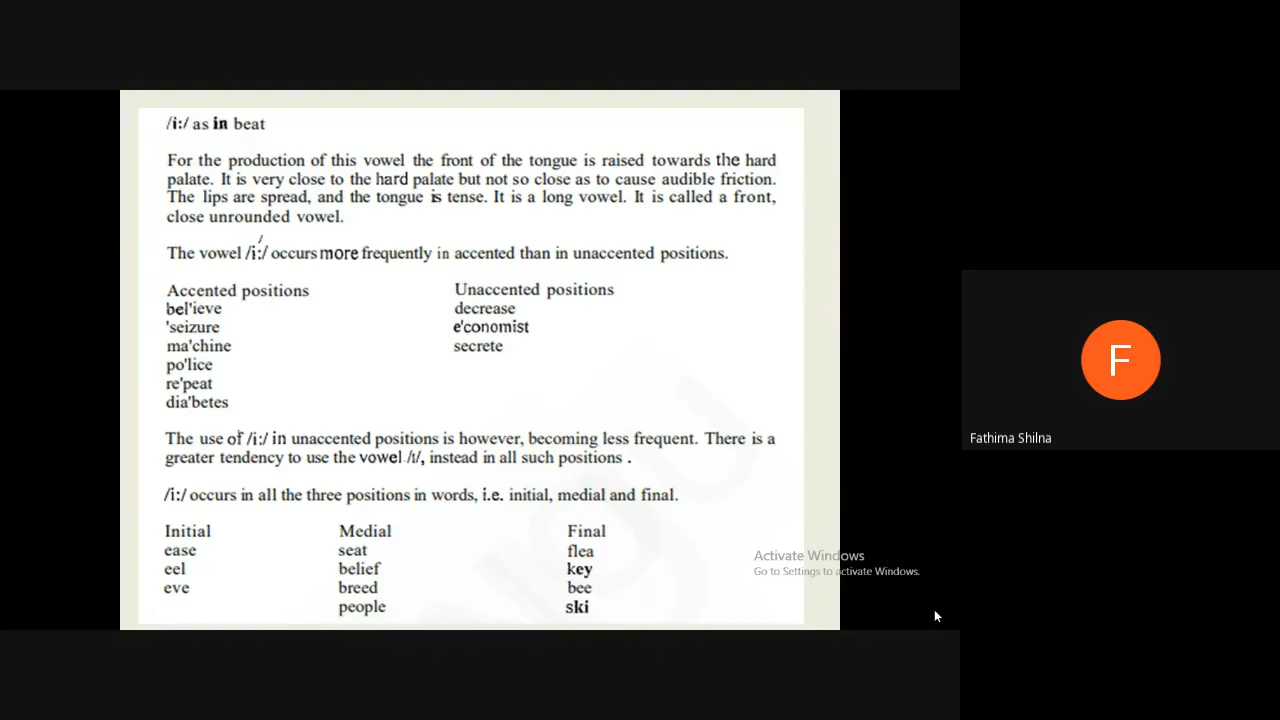 /i:/ as in beat
For the production of this vowel the front of the tongue is raised towards the hard
palate. It is very close to the hard palate but not so close as to cause audible friction.
The lips are spread, and the tongue is tense. It is a long vowel. It is called a front,
close unrounded vowel.
The vowel /i:/ occurs more frequently in accented than in unaccented positions.
Accented positions Unaccented positions
bel'ieve decrease
'seizure e'conomist
ma'chine secrete
po'lice
re'peat
dia'betes
The use of /i:/ in unaccented positions is however, becoming less frequent. There is a
greater tendency to use the vowel /ɪ/, instead in all such positions .
/i:/ occurs in all the three positions in words, i.e. initial, medial and final.
Initial Medial Final
ease seat flea
eel belief key
eve breed bee
people ski
Activate Windows
Go to Settings to activate Windows.
F
Fathima Shilna